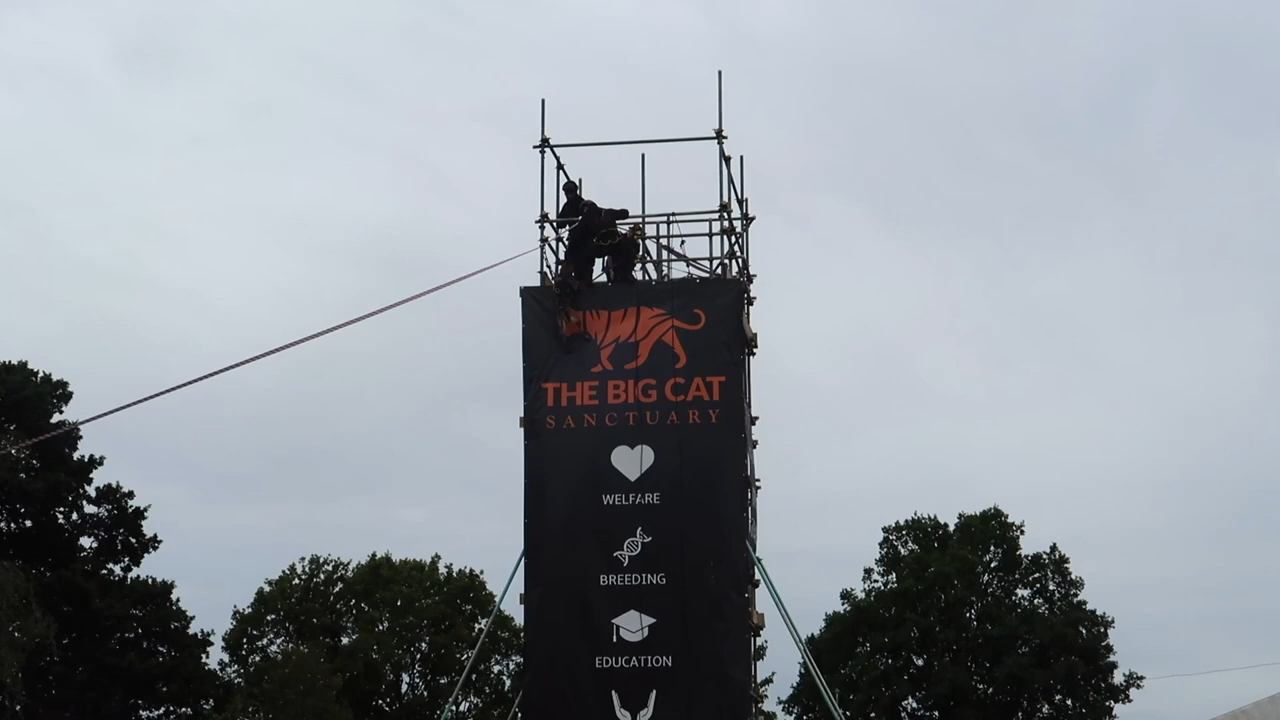 THE BIG CAT
SANCTUARY
WELFARE
BREEDING
EDUCATION